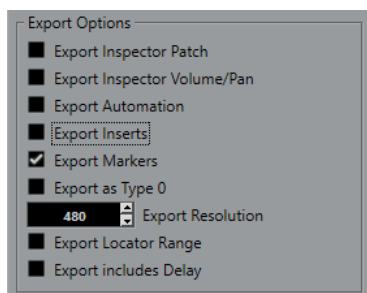 Export Options
Export Inspector Patch
Export Inspector Volume/Pan
Export Automation
Export Inserts
Export Markers
Export as Type 0
480 Export Resolution
Export Locator Range
Export includes Delay